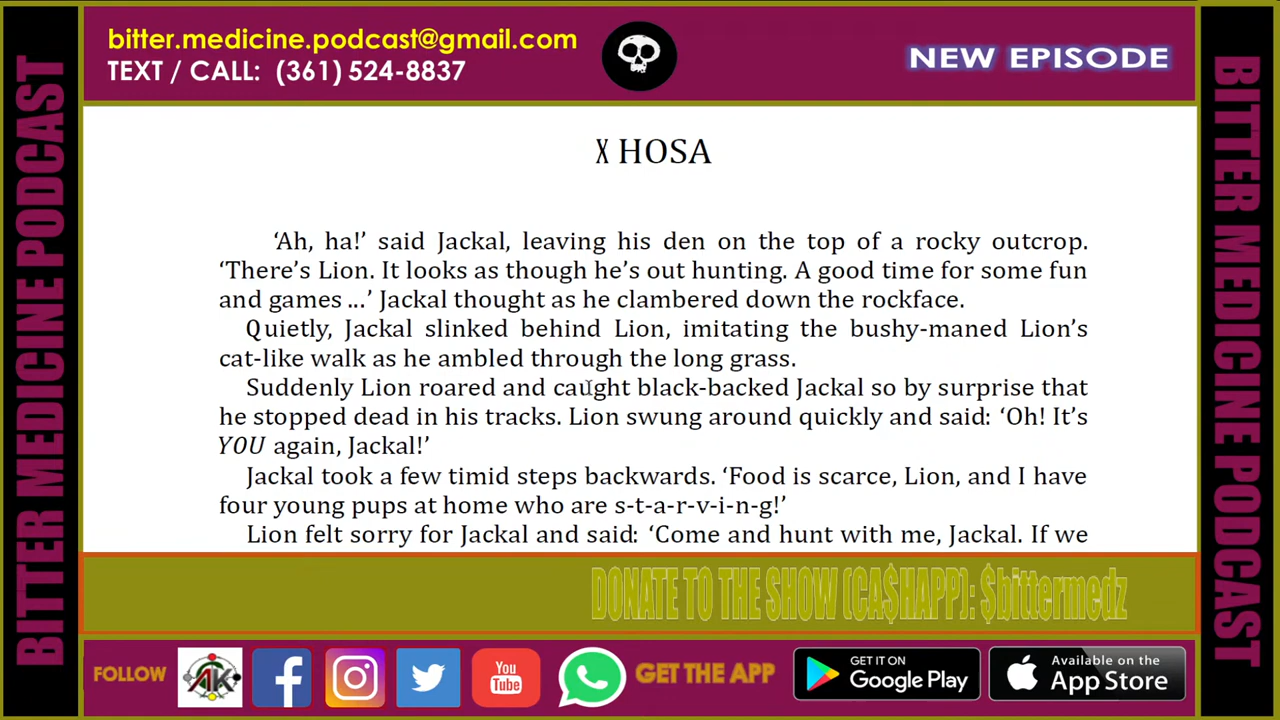 bitter.medicine.podcast@gmail.com
TEXT / CALL: (361) 524-8837
NEW EPISODE
BITTER MEDICINE PODCAST
BITTER MEDICINE PODCAST
X HOSA
‘Ah, ha!’ said Jackal, leaving his den on the top of a rocky outcrop.
‘There’s Lion. It looks as though he’s out hunting. A good time for some fun
and games ...’ Jackal thought as he clambered down the rockface.
Quietly, Jackal slinked behind Lion, imitating the bushy-maned Lion’s
cat-like walk as he ambled through the long grass.
Suddenly Lion roared and caught black-backed Jackal so by surprise that
he stopped dead in his tracks. Lion swung around quickly and said: ‘Oh! It’s
YOU again, Jackal!’
Jackal took a few timid steps backwards. ‘Food is scarce, Lion, and I have
four young pups at home who are s-t-a-r-v-i-n-g!’
Lion felt sorry for Jackal and said: ‘Come and hunt with me, Jackal. If we
DONATE TO THE SHOW (CA$HAPP): $bittermedz
FOLLOW
You
Tube
GET THE APP
GET IT ON
Google Play
Available on the
App Store